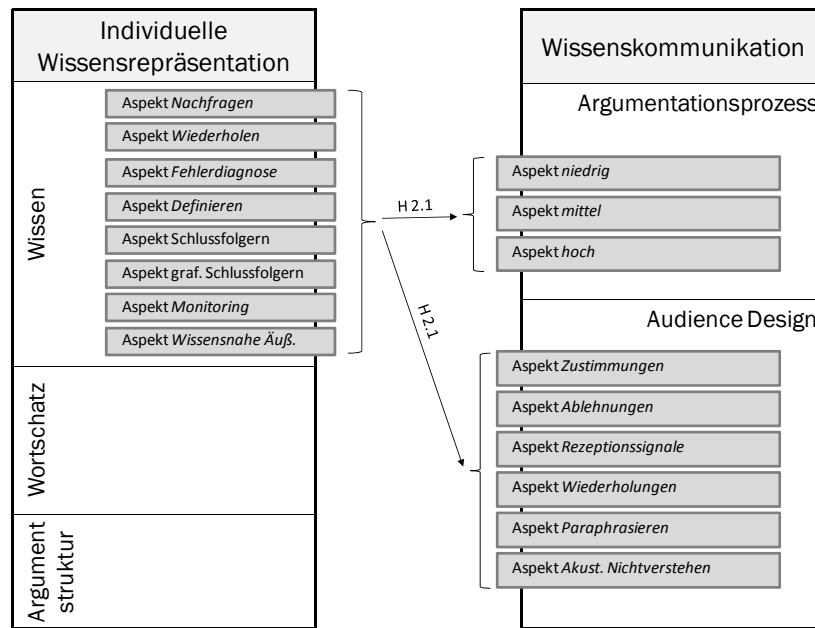 Individuelle
Wissensrepräsentation
Wissen
Aspekt Nachfragen
Aspekt Wiederholen
Aspekt Fehlerdiagnose
Aspekt Definieren
Aspekt Schlussfolgern
Aspekt graf. Schlussfolgern
Aspekt Monitoring
Aspekt Wissensnahe Äuß.
Wortschatz
Argument
struktur
H 2.1
H 2.1
Wissenskommunikation
Argumentationsprozess
Aspekt niedrig
Aspekt mittel
Aspekt hoch
Audience Design
Aspekt Zustimmungen
Aspekt Ablehnungen
Aspekt Rezeptionssignale
Aspekt Wiederholungen
Aspekt Paraphrasieren
Aspekt Akust. Nichtverstehen